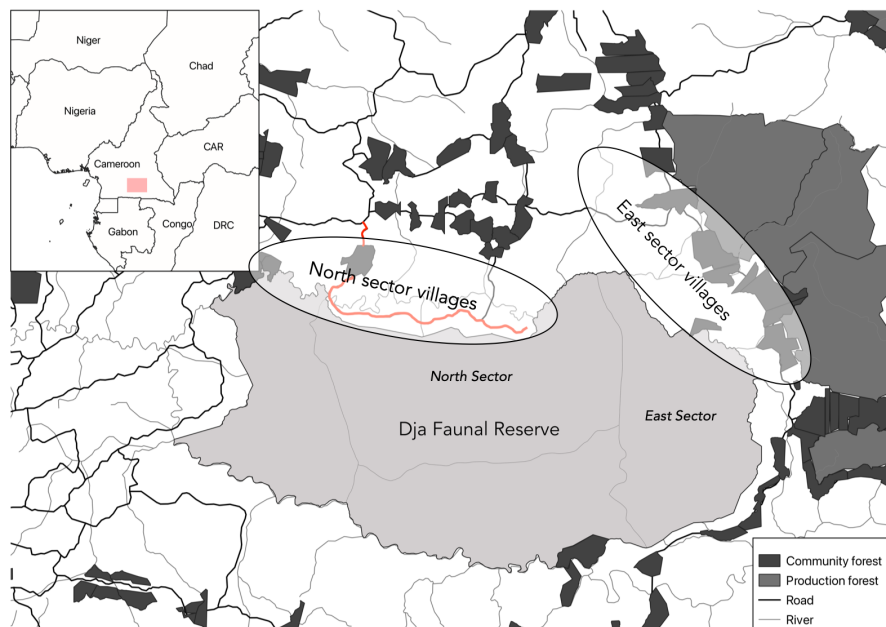 Niger
Chad
Nigeria
CAR
Cameroon
Gabon
Congo
DRC
North sector villages
East sector villages
North Sector
East Sector
Dja Faunal Reserve
Community forest
Production forest
Road
River